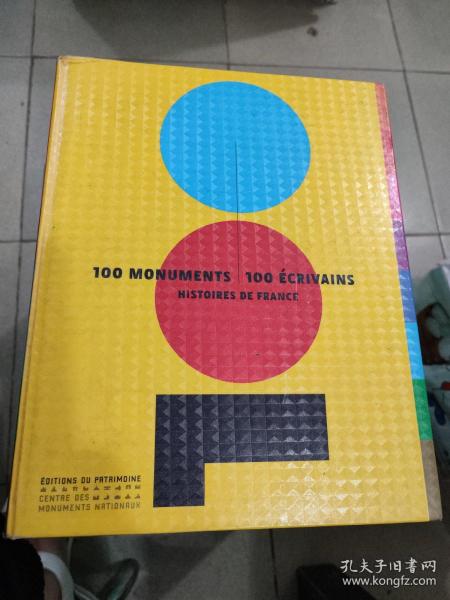 100 MONUMENTS 100 ÉCRIVAINS
HISTOIRES DE FRANCE
ÉDITIONS DU PATRIMOINE
CENTRE DES
MONUMENTS NATIONAUX
孔夫子旧书网
www.kongfz.com